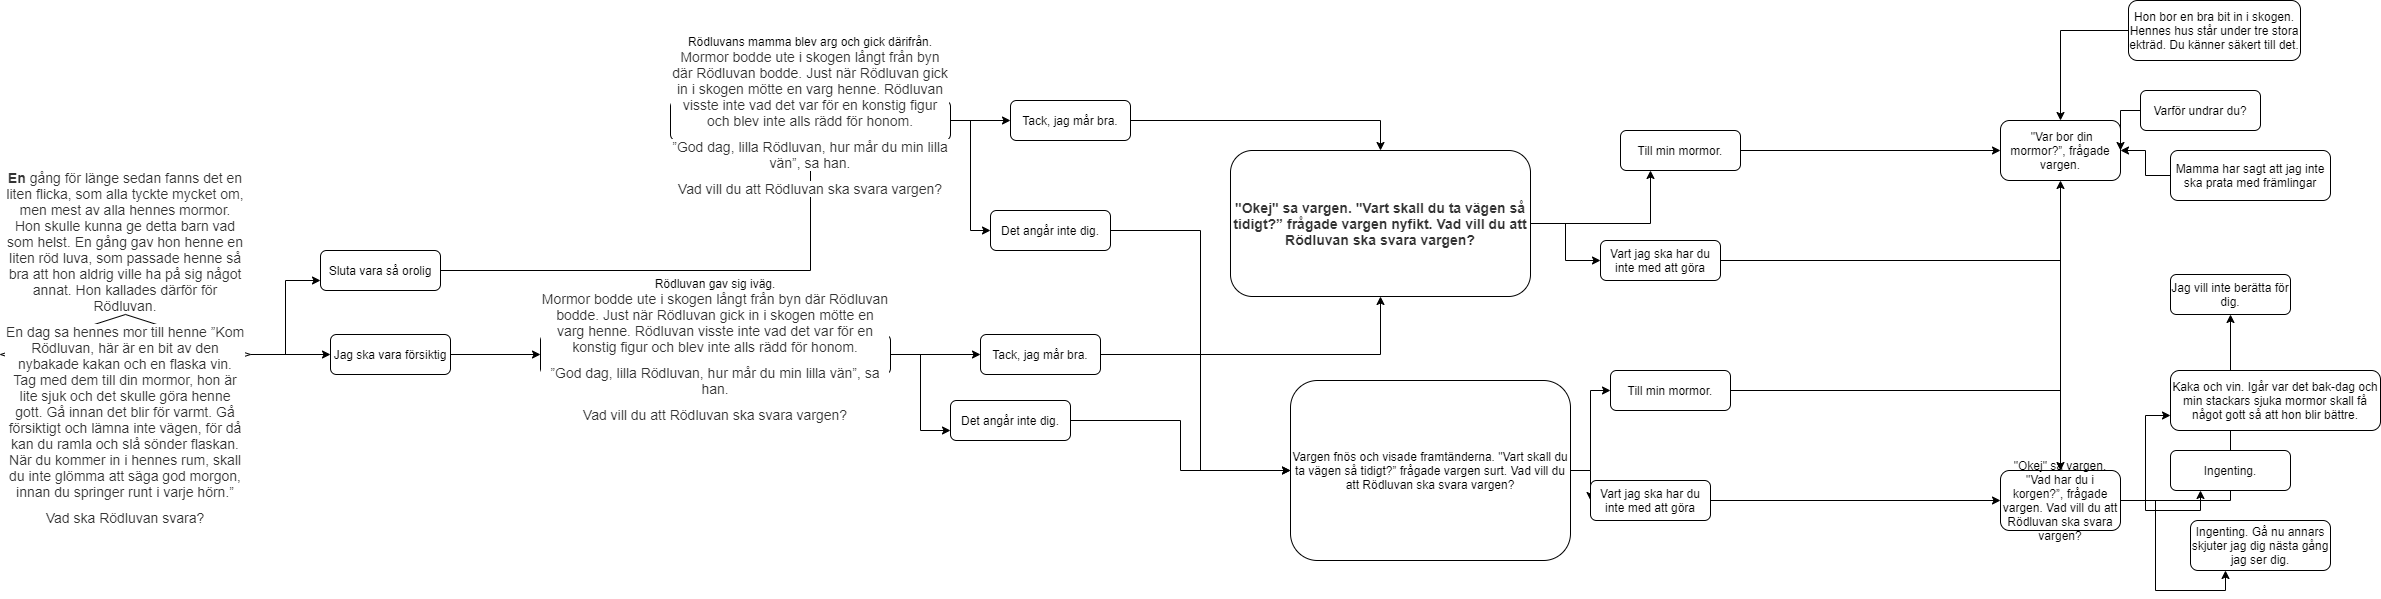 En gång för länge sedan fanns det en
liten flicka, som alla tyckte mycket om,
men mest av alla hennes mormor.
Hon skulle kunna ge detta barn vad
som helst. En gång gav hon henne en
liten röd luva, som passade henne så
bra att hon aldrig ville ha på sig något
annat. Hon kallades därför för
Rödluvan.
En dag sa hennes mor till henne ”Kom
Rödluvan, här är en bit av den
nybakade kakan och en flaska vin.
Tag med dem till din mormor, hon är
lite sjuk och det skulle göra henne
gott. Gå innan det blir för varmt. Gå
försiktigt och lämna inte vägen, för då
kan du ramla och slå sönder flaskan.
När du kommer in i hennes rum, skall
du inte glömma att säga god morgon,
innan du springer runt i varje hörn.”
Vad ska Rödluvan svara?
Sluta vara så orolig
Jag ska vara försiktig
Rödluvans mamma blev arg och gick därifrån.
Mormor bodde ute i skogen långt från byn
där Rödluvan bodde. Just när Rödluvan gick
in i skogen mötte en varg henne. Rödluvan
visste inte vad det var för en konstig figur
och blev inte alls rädd för honom.
”God dag, lilla Rödluvan, hur mår du min lilla
vän”, sa han.
Vad vill du att Rödluvan ska svara vargen?
Rödluvan gav sig iväg.
Mormor bodde ute i skogen långt från byn där Rödluvan
bodde. Just när Rödluvan gick in i skogen mötte en
varg henne. Rödluvan visste inte vad det var för en
konstig figur och blev inte alls rädd för honom.
”God dag, lilla Rödluvan, hur mår du min lilla vän”, sa
han.
Vad vill du att Rödluvan ska svara vargen?
Tack, jag mår bra.
Det angår inte dig.
Tack, jag mår bra.
Det angår inte dig.
"Okej" sa vargen. "Vart skall du ta vägen så
tidigt?” frågade vargen nyfikt. Vad vill du att
Rödluvan ska svara vargen?
Vargen fnös och visade framtänderna. "Vart skall du
ta vägen så tidigt?” frågade vargen surt. Vad vill du
att Rödluvan ska svara vargen?
Till min mormor.
Vart jag ska har du
inte med att göra
Till min mormor.
Vart jag ska har du
inte med att göra
"Var bor din
mormor?”, frågade
vargen.
Hon bor en bra bit in i skogen.
Hennes hus står under tre stora
ekträd. Du känner säkert till det.
Varför undrar du?
Mamma har sagt att jag inte
ska prata med främlingar
"Okej" sa vargen.
"Vad har du i
korgen?”, frågade
vargen. Vad vill du att
Rödluvan ska svara
vargen?
Jag vill inte berätta för
dig.
Kaka och vin. Igår var det bak-dag och
min stackars sjuka mormor skall få
något gott så att hon blir bättre.
Ingenting.
Ingenting. Gå nu annars
skjuter jag dig nästa gång
jag ser dig.